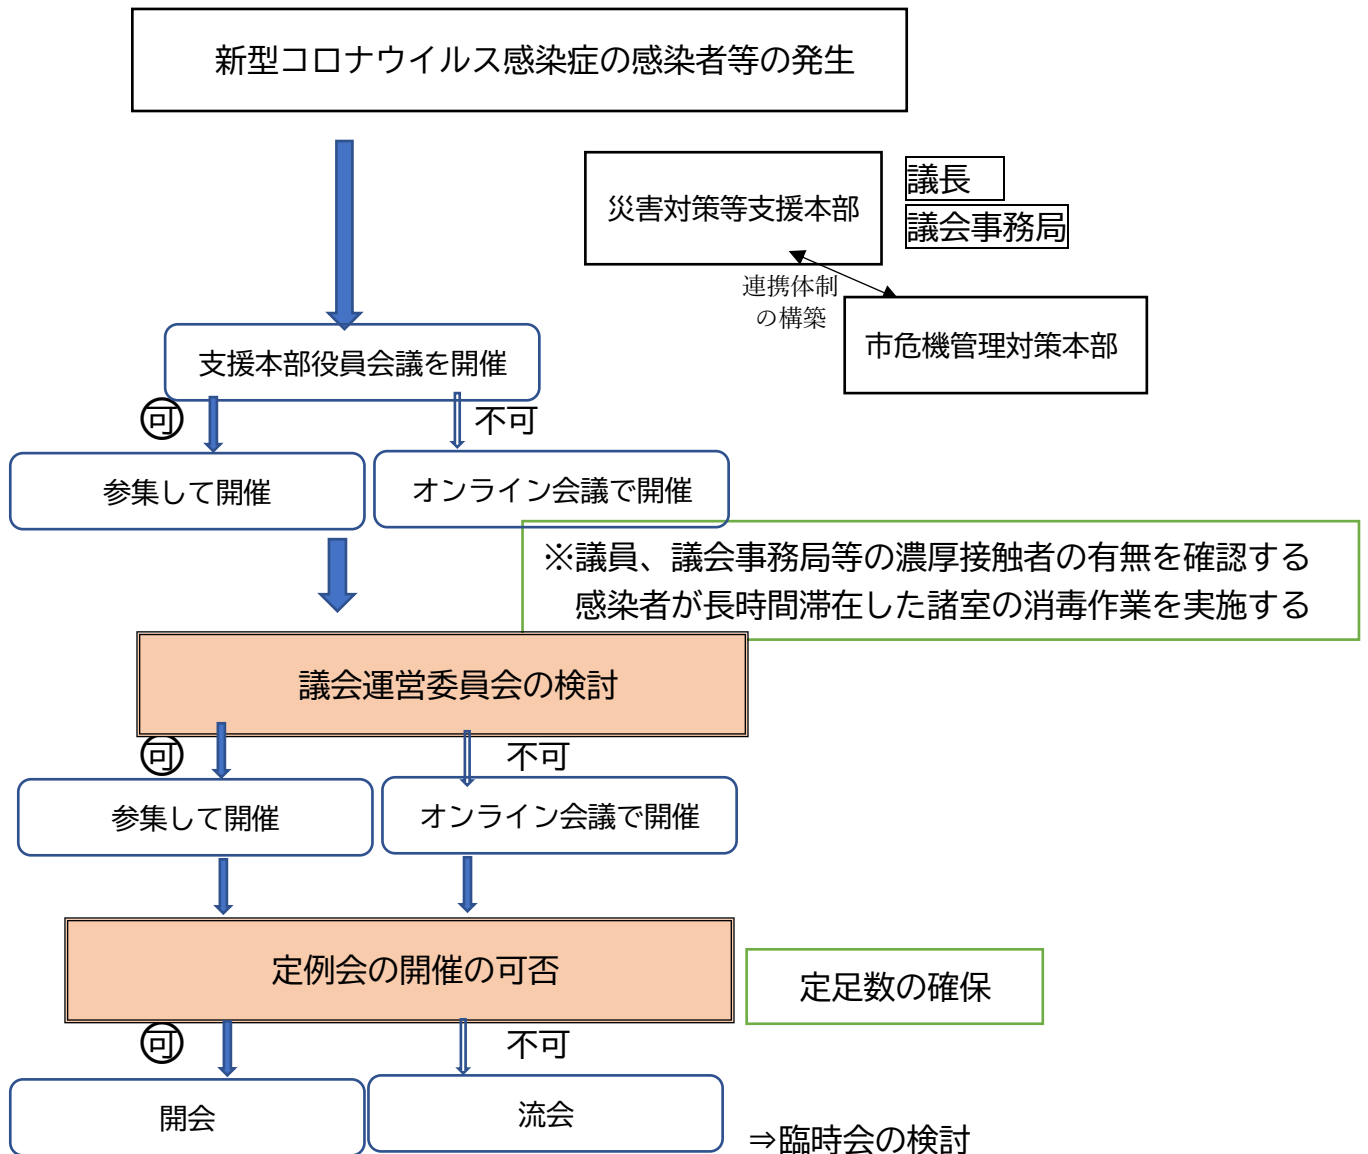 新型コロナウイルス感染症の感染者等の発生
災害対策等支援本部
議長
議会事務局
連携体制
の構築
市危機管理対策本部
支援本部役員会議を開催
㊢
不可
参集して開催
オンライン会議で開催
※議員、議会事務局等の濃厚接触者の有無を確認する
感染者が長時間滞在した諸室の消毒作業を実施する
議会運営委員会の検討
可
不可
参集して開催
オンライン会議で開催
定例会の開催の可否
定足数の確保
可
不可
開会
流会
⇒臨時会の検討